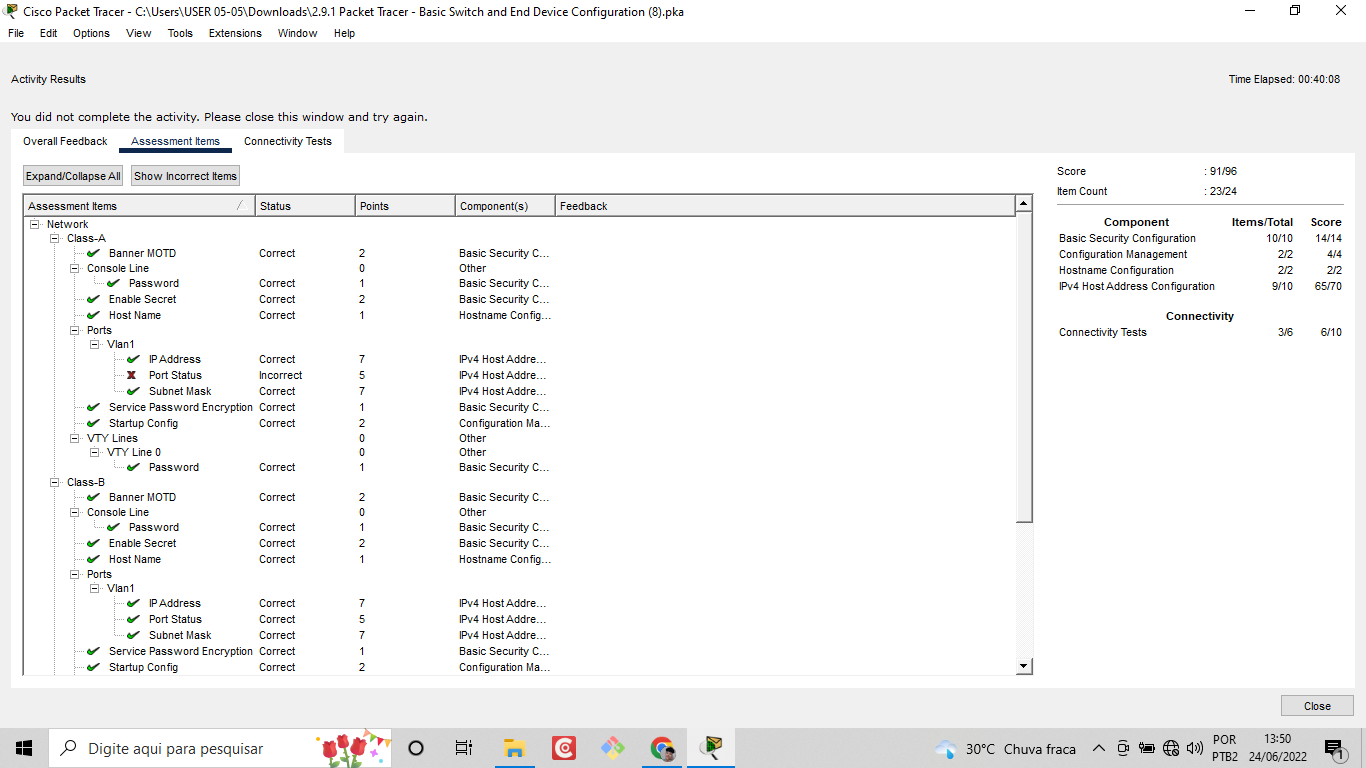 Cisco Packet Tracer - C:\Users\USER 05-05\Downloads\2.9.1 Packet Tracer - Basic Switch and End Device Configuration (8).pka
File Edit Options View Tools Extensions Window Help
Activity Results Time Elapsed: 00:40:08
You did not complete the activity. Please close this window and try again.
Overall Feedback Assessment Items Connectivity Tests
Expand/Collapse All Show Incorrect Items
Assessment Items Status Points Component(s) Feedback
Network
Class-A
Banner MOTD Correct 2 Basic Security C...
Console Line 0 Other
Password Correct 1 Basic Security C...
Enable Secret Correct 2 Basic Security C...
Host Name Correct 1 Hostname Config...
Ports
Vlan1
IP Address Correct 7 IPv4 Host Addre...
Port Status Incorrect 5 IPv4 Host Addre...
Subnet Mask Correct 7 IPv4 Host Addre...
Service Password Encryption Correct 1 Basic Security C...
Startup Config Correct 2 Configuration Ma...
VTY Lines 0 Other
VTY Line 0 0 Other
Password Correct 1 Basic Security C...
Class-B
Banner MOTD Correct 2 Basic Security C...
Console Line 0 Other
Password Correct 1 Basic Security C...
Enable Secret Correct 2 Basic Security C...
Host Name Correct 1 Hostname Config...
Ports
Vlan1
IP Address Correct 7 IPv4 Host Addre...
Port Status Correct 5 IPv4 Host Addre...
Subnet Mask Correct 7 IPv4 Host Addre...
Service Password Encryption Correct 1 Basic Security C...
Startup Config Correct 2 Configuration Ma...
Score : 91/96
Item Count : 23/24
Component Items/Total Score
Basic Security Configuration 10/10 14/14
Configuration Management 2/2 4/4
Hostname Configuration 2/2 2/2
IPv4 Host Address Configuration 9/10 65/70
Connectivity
Connectivity Tests 3/6 6/10
Close
Digite aqui para pesquisar
30°C Chuva fraca
POR
PTB2
13:50
24/06/2022
1